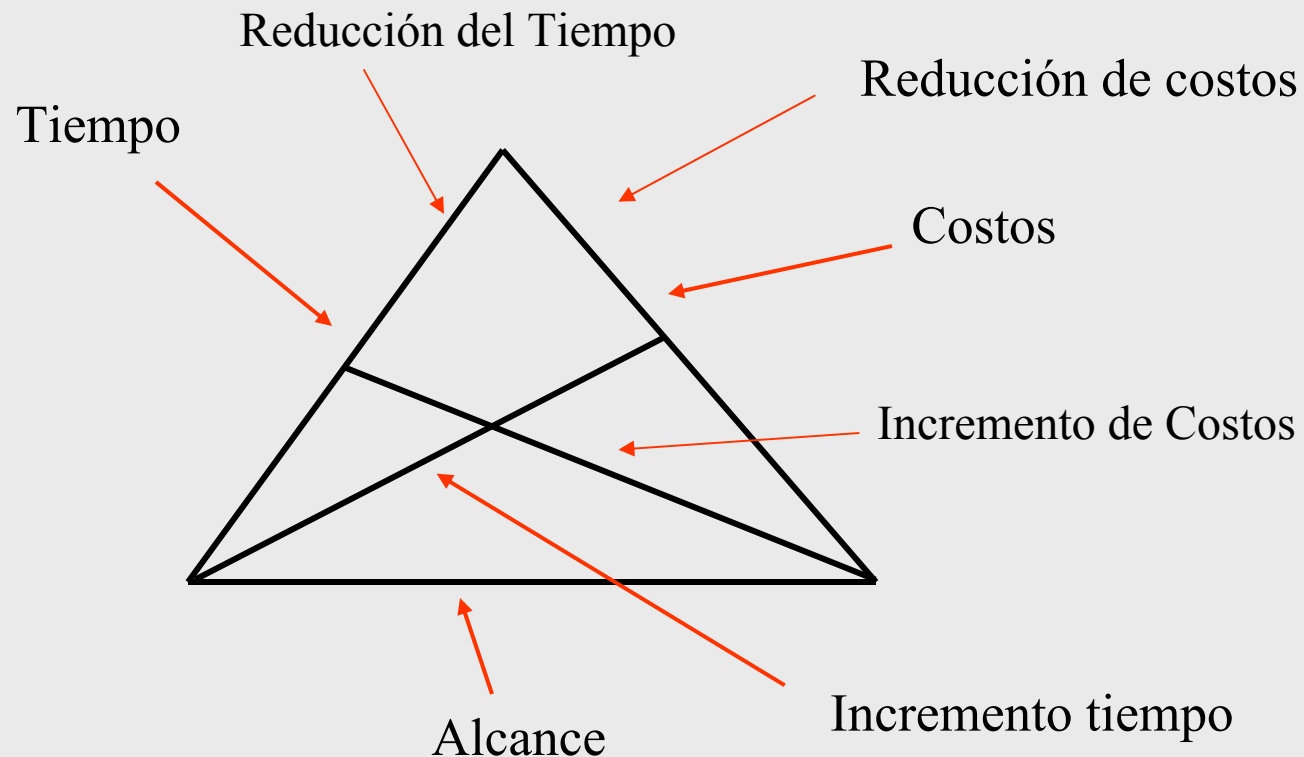 Reducción del Tiempo
Reducción de costos
Tiempo
Costos
Incremento de Costos
Incremento tiempo
Alcance